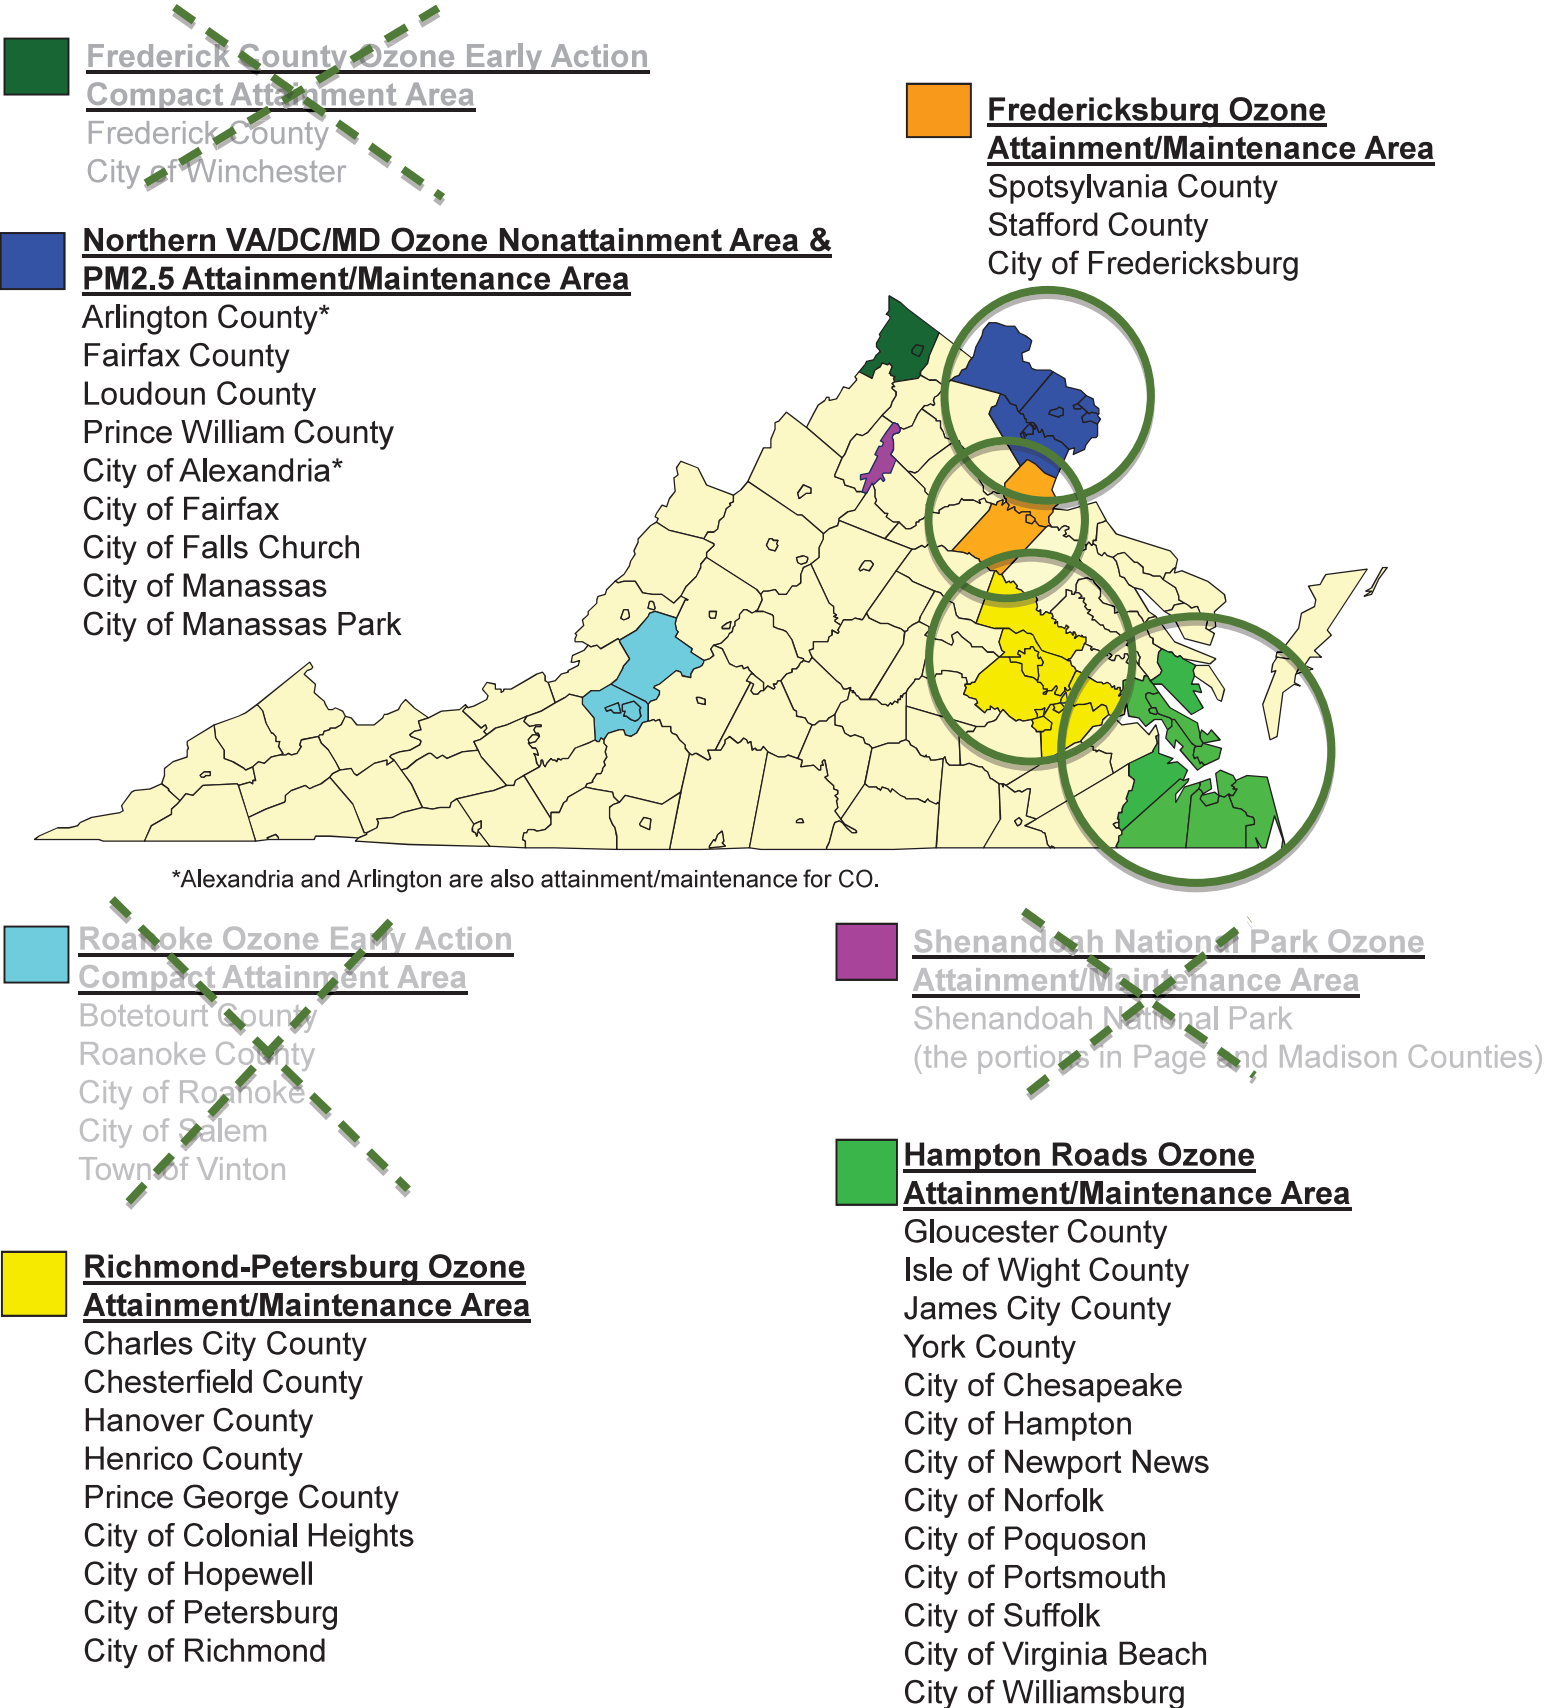 Frederick County Ozone Early Action
Compact Attainment Area
Frederick County
City of Winchester
Fredericksburg Ozone
Attainment/Maintenance Area
Spotsylvania County
Stafford County
City of Fredericksburg
Northern VA/DC/MD Ozone Nonattainment Area &
PM2.5 Attainment/Maintenance Area
Arlington County*
Fairfax County
Loudoun County
Prince William County
City of Alexandria*
City of Fairfax
City of Falls Church
City of Manassas
City of Manassas Park
*Alexandria and Arlington are also attainment/maintenance for CO.
Roanoke Ozone Early Action
Compact Attainment Area
Botetourt County
Roanoke County
City of Roanoke
City of Salem
Town of Vinton
Shenandoah National Park Ozone
Attainment/Maintenance Area
Shenandoah National Park
(the portions in Page and Madison Counties)
Richmond-Petersburg Ozone
Attainment/Maintenance Area
Charles City County
Chesterfield County
Hanover County
Henrico County
Prince George County
City of Colonial Heights
City of Hopewell
City of Petersburg
City of Richmond
Hampton Roads Ozone
Attainment/Maintenance Area
Gloucester County
Isle of Wight County
James City County
York County
City of Chesapeake
City of Hampton
City of Newport News
City of Norfolk
City of Poquoson
City of Portsmouth
City of Suffolk
City of Virginia Beach
City of Williamsburg